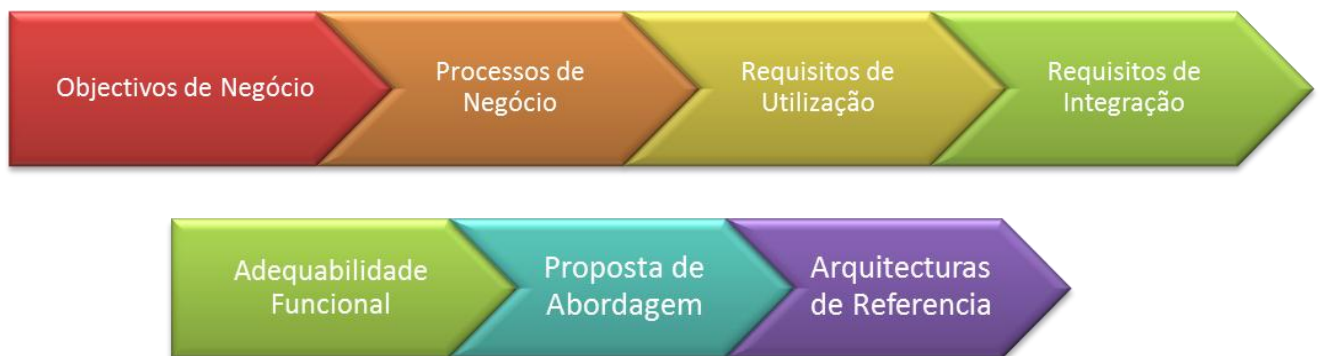 Objectivos de Negócio
Processos de
Negócio
Requisitos de
Utilização
Requisitos de
Integração
Adequabilidade
Funcional
Proposta de
Abordagem
Arquitecturas
de Referencia